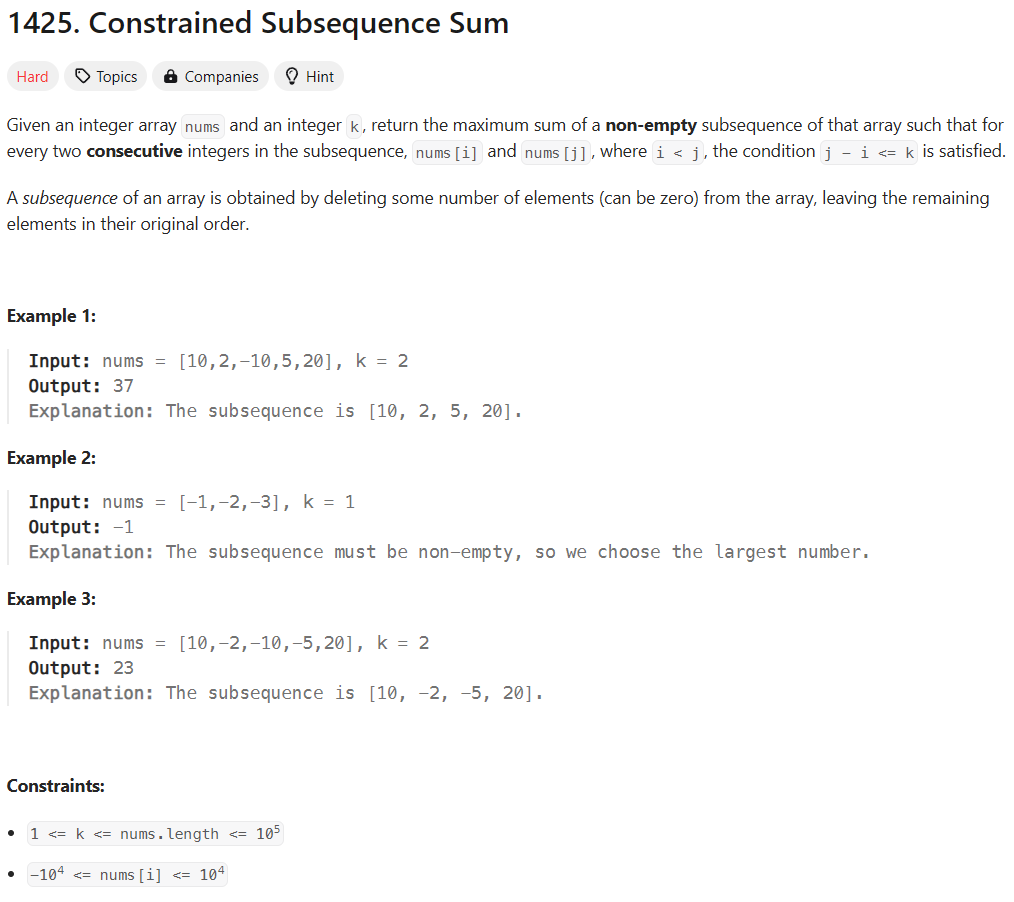 1425. Constrained Subsequence Sum
Hard Topics Companies Hint
Given an integer array nums and an integer k, return the maximum sum of a non-empty subsequence of that array such that for
every two consecutive integers in the subsequence, nums[i] and nums[j], where i < j, the condition j - i <= k is satisfied.
A subsequence of an array is obtained by deleting some number of elements (can be zero) from the array, leaving the remaining
elements in their original order.
Example 1:
Input: nums = [10,2,-10,5,20], k = 2
Output: 37
Explanation: The subsequence is [10, 2, 5, 20].
Example 2:
Input: nums = [-1,-2,-3], k = 1
Output: -1
Explanation: The subsequence must be non-empty, so we choose the largest number.
Example 3:
Input: nums = [10,-2,-10,-5,20], k = 2
Output: 23
Explanation: The subsequence is [10, -2, -5, 20].
Constraints:
• 1 <= k <= nums.length <= 10⁵
• -10⁴ <= nums[i] <= 10⁴